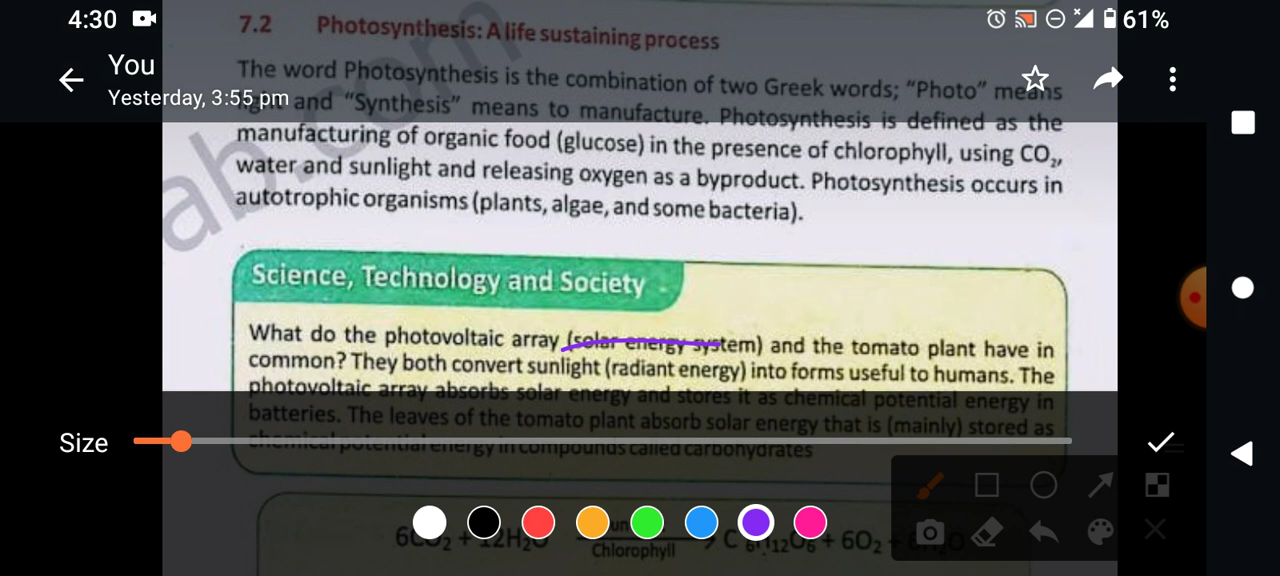 4:30 61%
You
Yesterday, 3:55 pm
7.2 Photosynthesis: A life sustaining process
The word Photosynthesis is the combination of two Greek words; "Photo" means
and "Synthesis" means to manufacture. Photosynthesis is defined as the
manufacturing of organic food (glucose) in the presence of chlorophyll, using CO₂,
water and sunlight and releasing oxygen as a byproduct. Photosynthesis occurs in
autotrophic organisms (plants, algae, and some bacteria).
ab.com
Science, Technology and Society
What do the photovoltaic array (solar energy system) and the tomato plant have in
common? They both convert sunlight (radiant energy) into forms useful to humans. The
photovoltaic array absorbs solar energy and stores it as chemical potential energy in
batteries. The leaves of the tomato plant absorb solar energy that is (mainly) stored as
chemical potential energy in compounds called carbohydrates
Size
6CO₂ + 12H₂O Chlorophyll C₆H₁₂O₆ + 6O₂ +